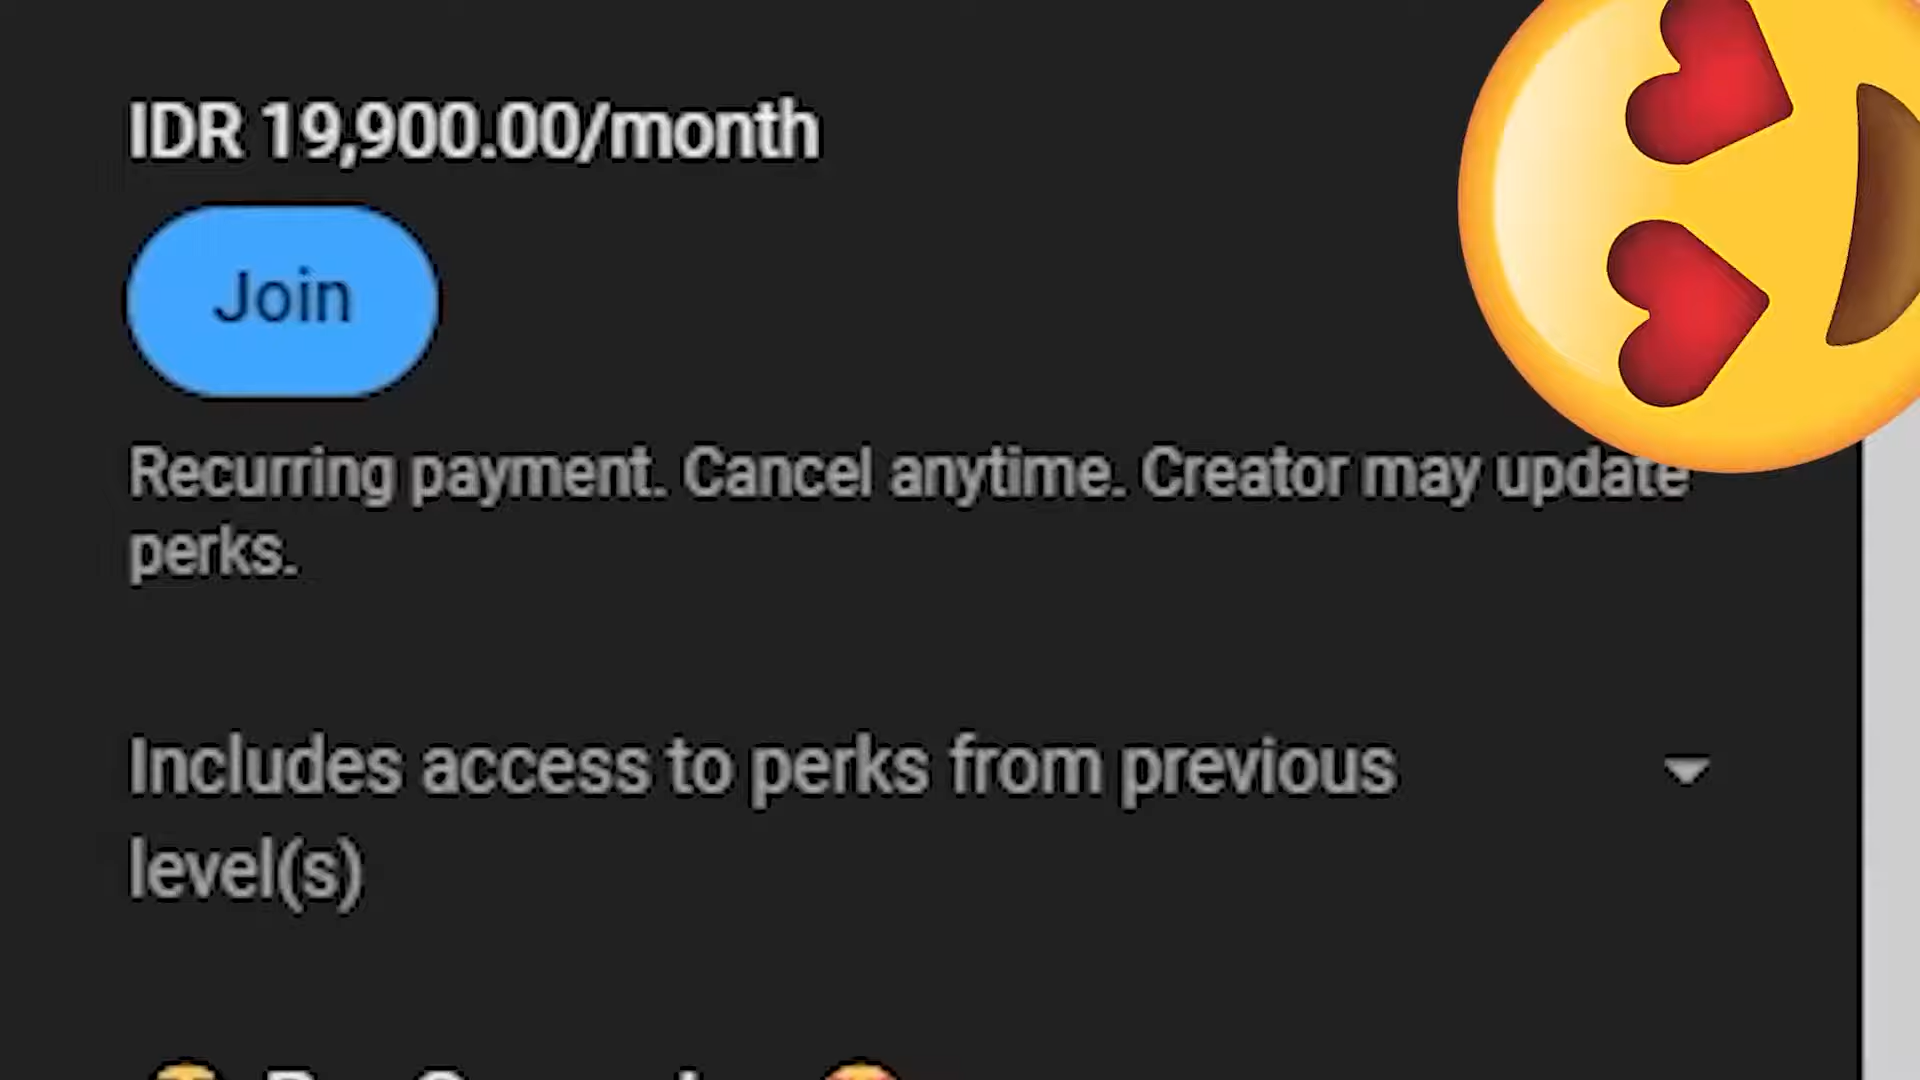 IDR 19,900.00/month
Join
Recurring payment. Cancel anytime. Creator may update
perks.
Includes access to perks from previous
level(s)